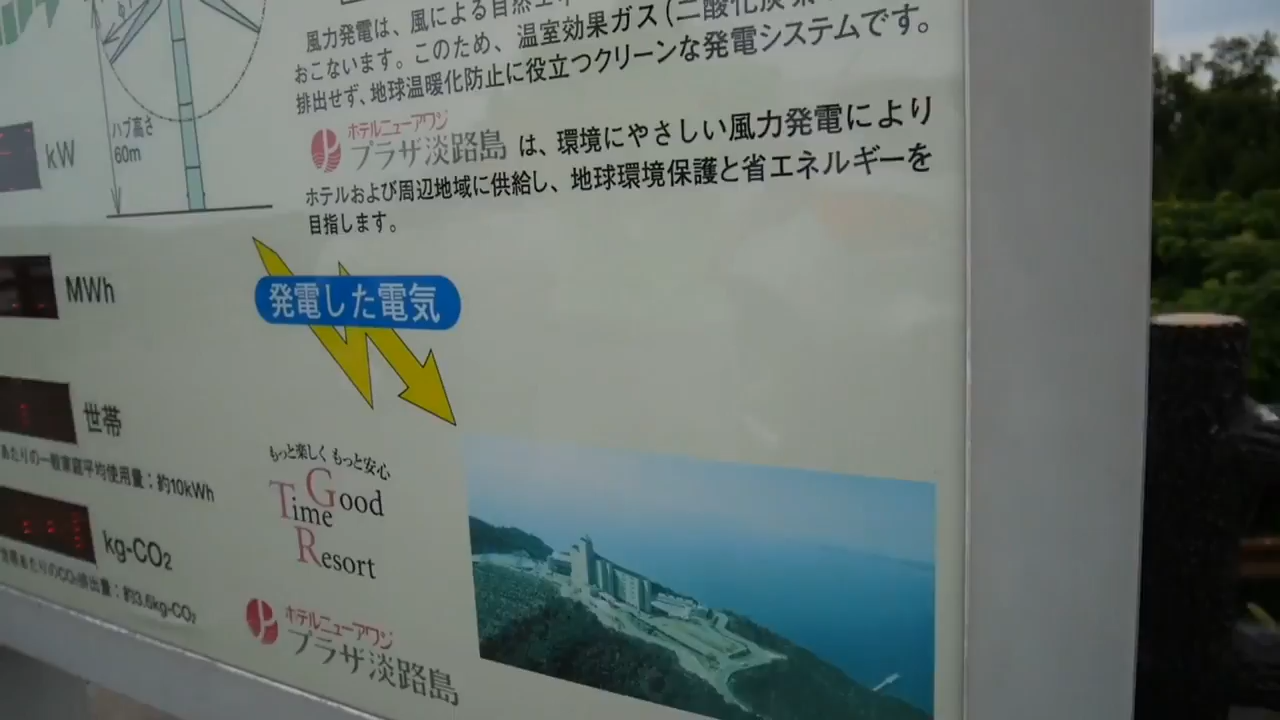 風力発電は、風による自然エネ
おこないます。このため、温室効果ガス(二酸化炭素
排出せず、地球温暖化防止に役立つクリーンな発電システムです。
ホテルニューアワジ
プラザ淡路島 は、環境にやさしい風力発電により
ホテルおよび周辺地域に供給し、地球環境保護と省エネルギーを
目指します。
ハブ高さ
60m
kW
MWh
発電した電気
世帯
あたりの一般家庭平均使用量：約10kWh
kg-CO2
世帯あたりのCO2排出量：約3.6kg-CO2
もっと楽しく もっと安心
Good
Time
Resort
ホテルニューアワジ
プラザ淡路島